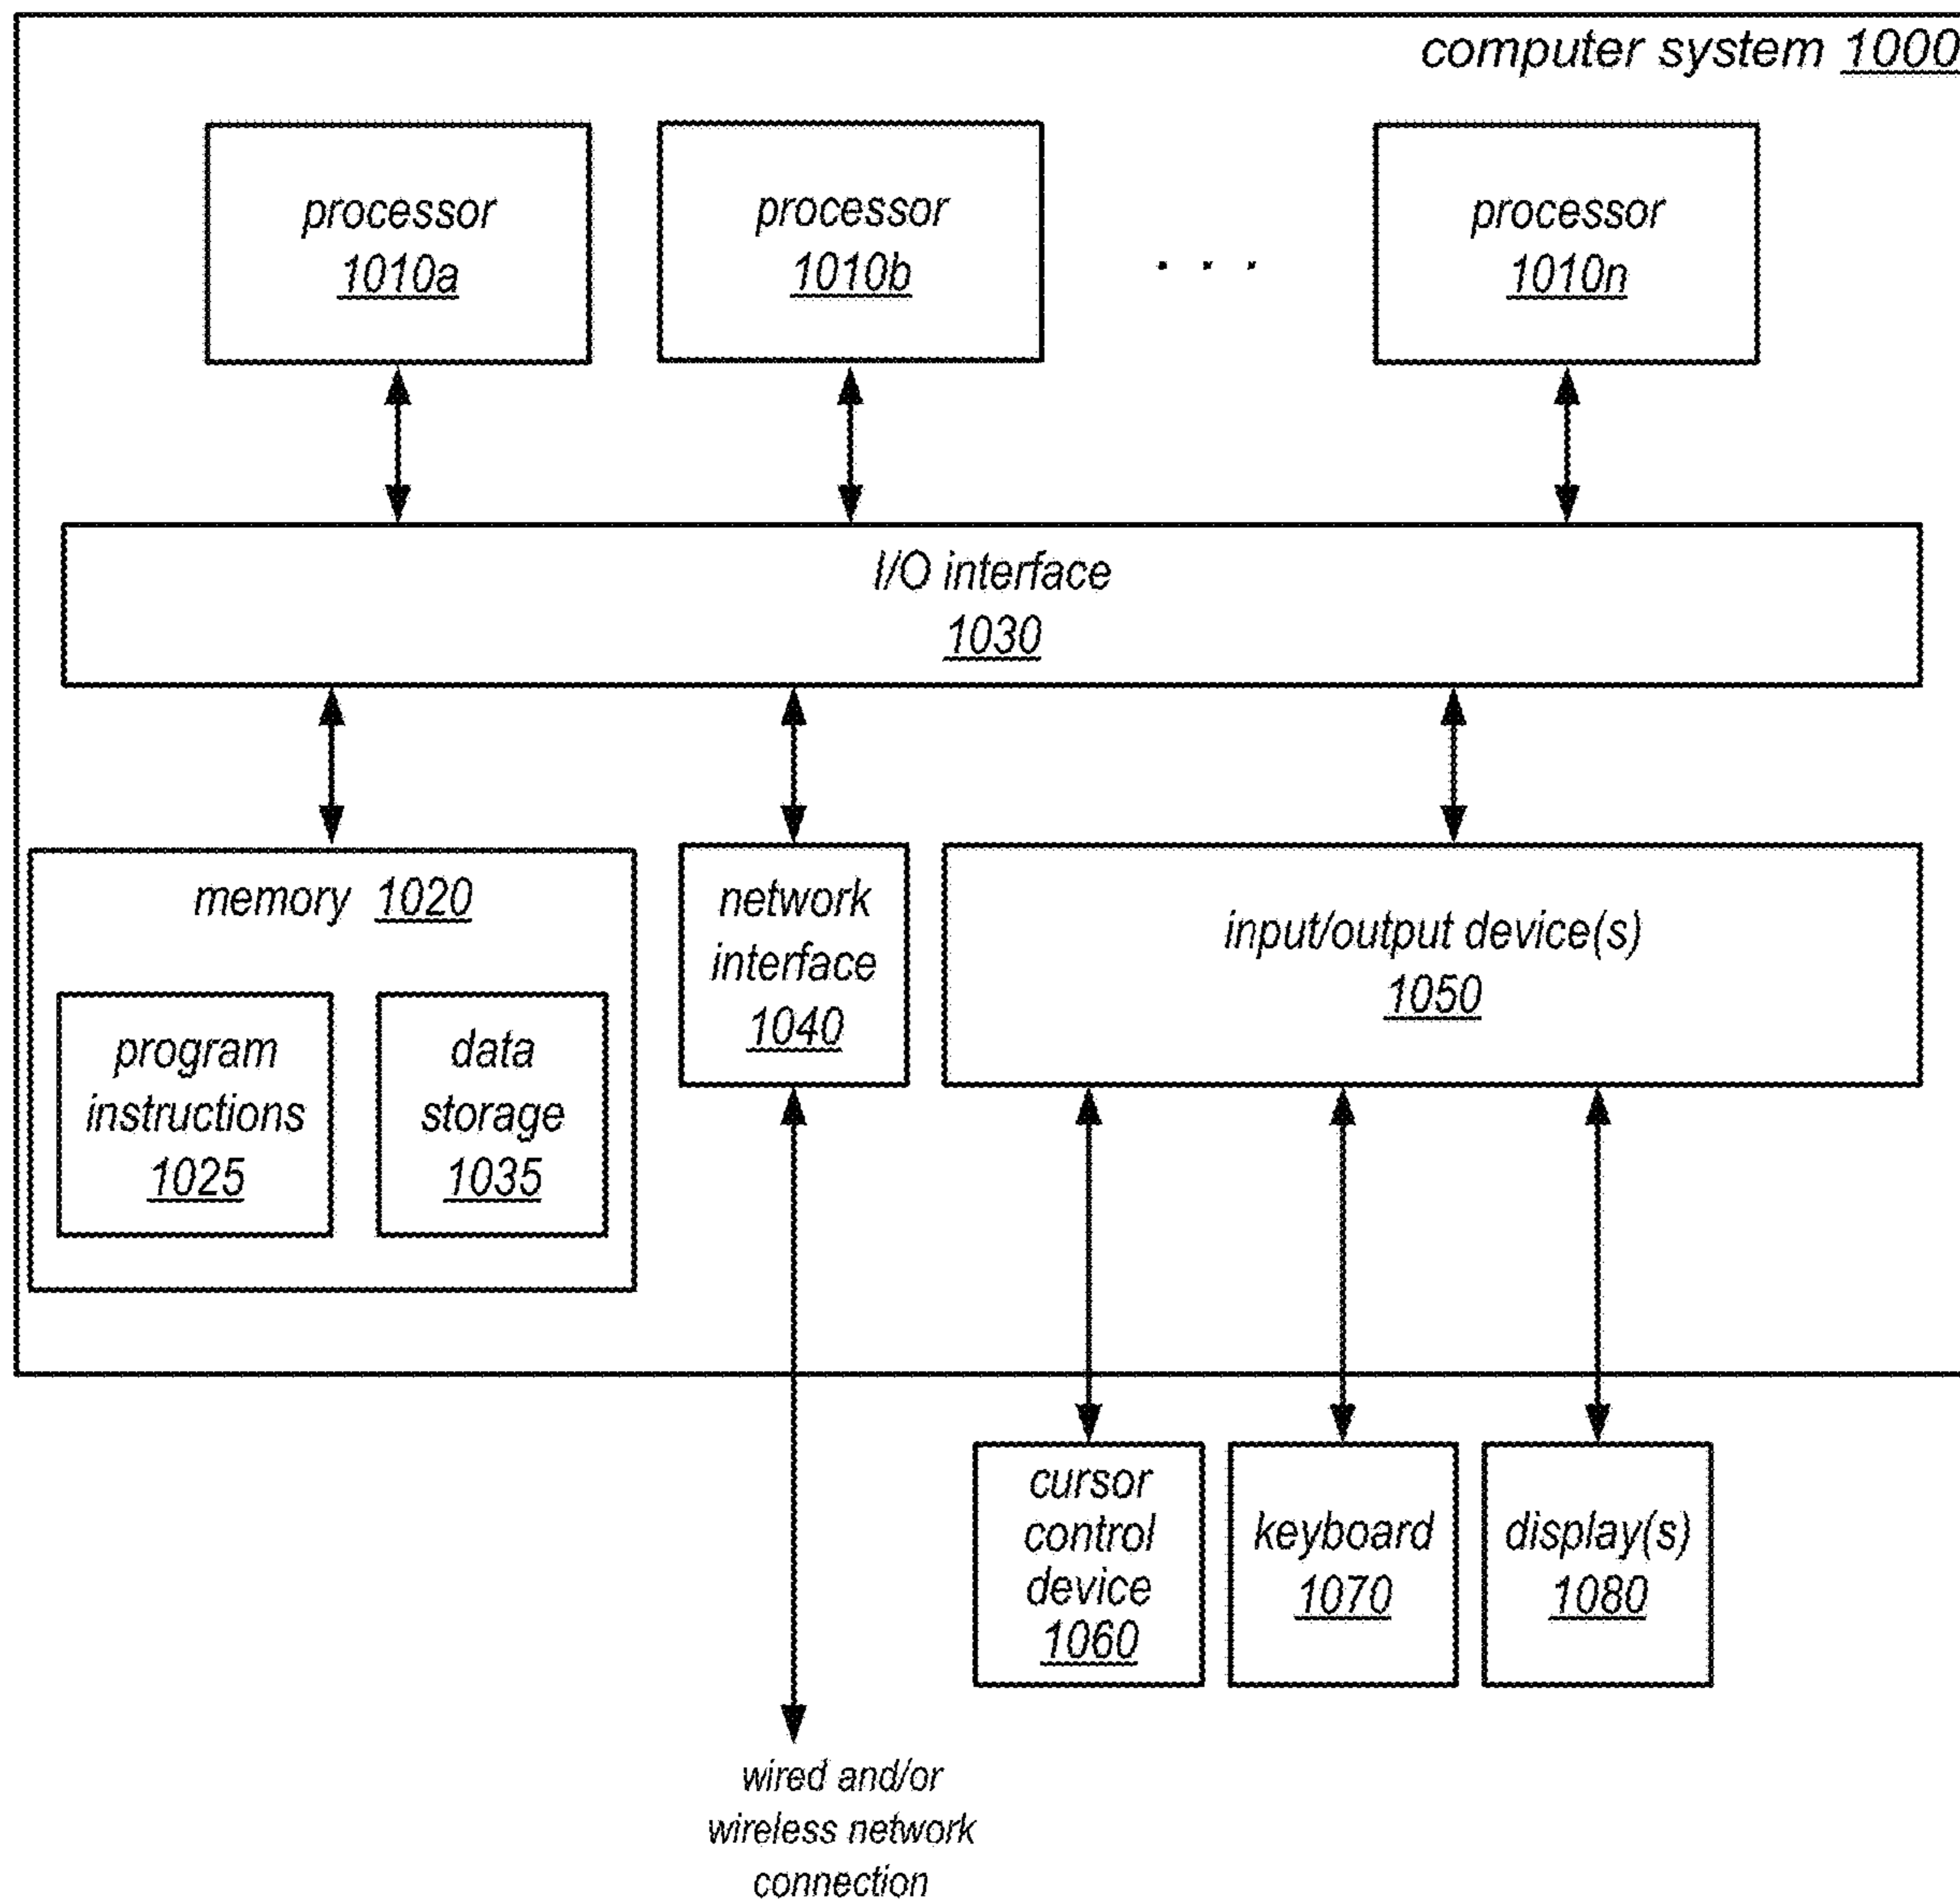 computer system 1000
processor
1010a
processor
1010b
. . .
processor
1010n
I/O interface
1030
memory 1020
program
instructions
1025
data
storage
1035
network
interface
1040
input/output device(s)
1050
cursor
control
device
1060
keyboard
1070
display(s)
1080
wired and/or
wireless network
connection